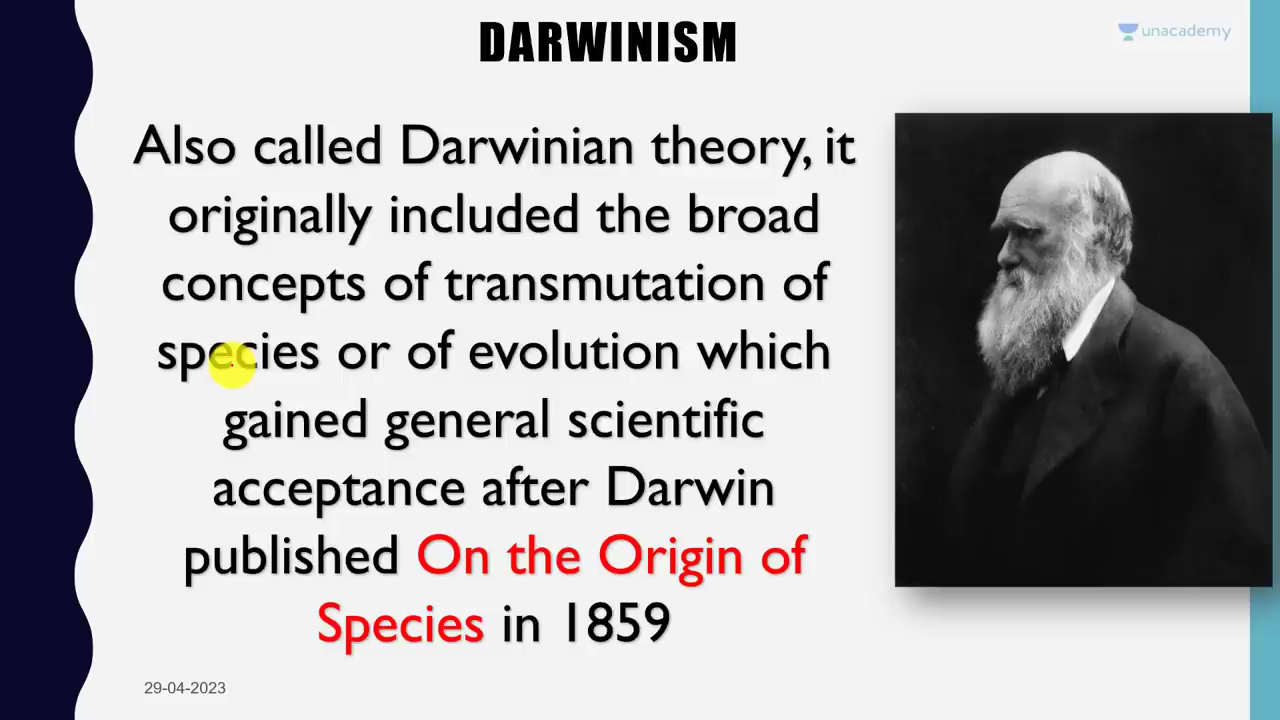 DARWINISM
unacademy
Also called Darwinian theory, it
originally included the broad
concepts of transmutation of
species or of evolution which
gained general scientific
acceptance after Darwin
published On the Origin of
Species in 1859
29-04-2023